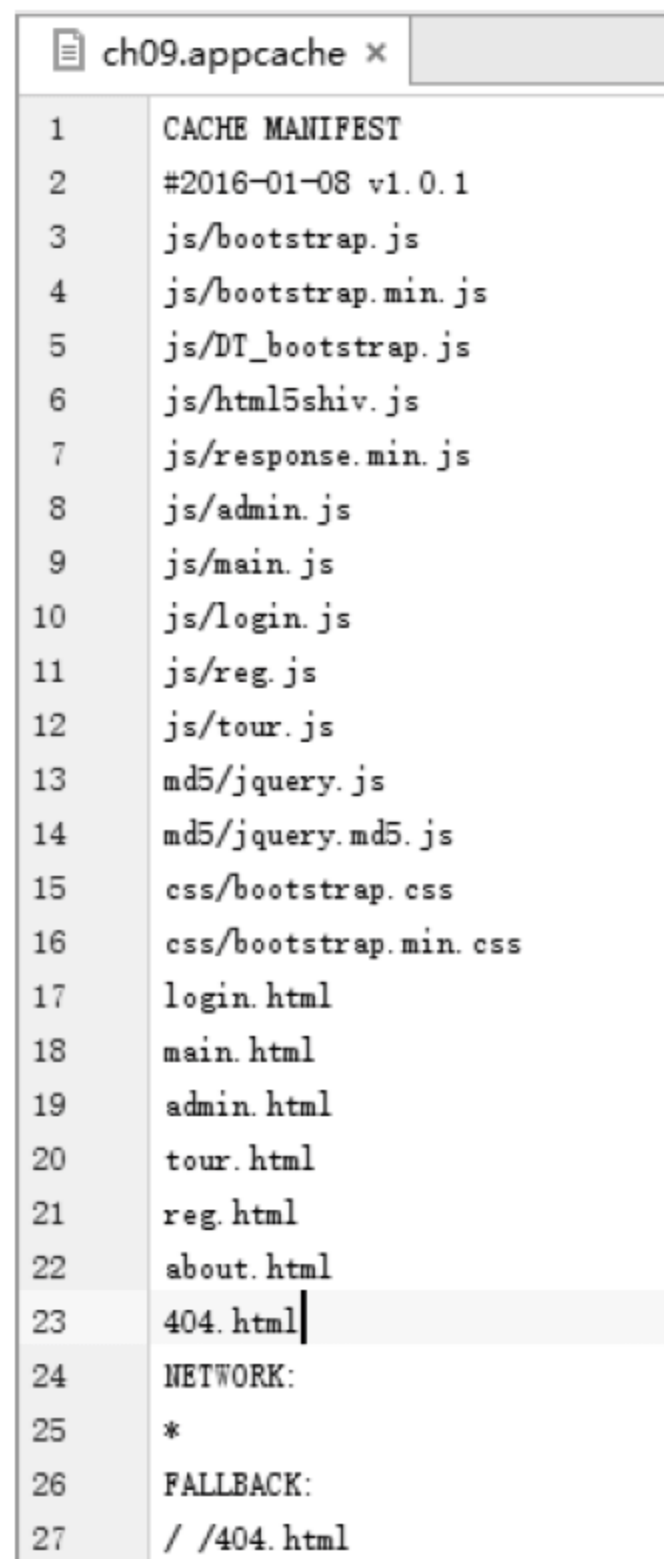 ch09.appcache ×
1 CACHE MANIFEST
2 #2016-01-08 v1.0.1
3 js/bootstrap.js
4 js/bootstrap.min.js
5 js/DT_bootstrap.js
6 js/html5shiv.js
7 js/response.min.js
8 js/admin.js
9 js/main.js
10 js/login.js
11 js/reg.js
12 js/tour.js
13 md5/jquery.js
14 md5/jquery.md5.js
15 css/bootstrap.css
16 css/bootstrap.min.css
17 login.html
18 main.html
19 admin.html
20 tour.html
21 reg.html
22 about.html
23 404.html
24 NETWORK:
25 *
26 FALLBACK:
27 / /404.html